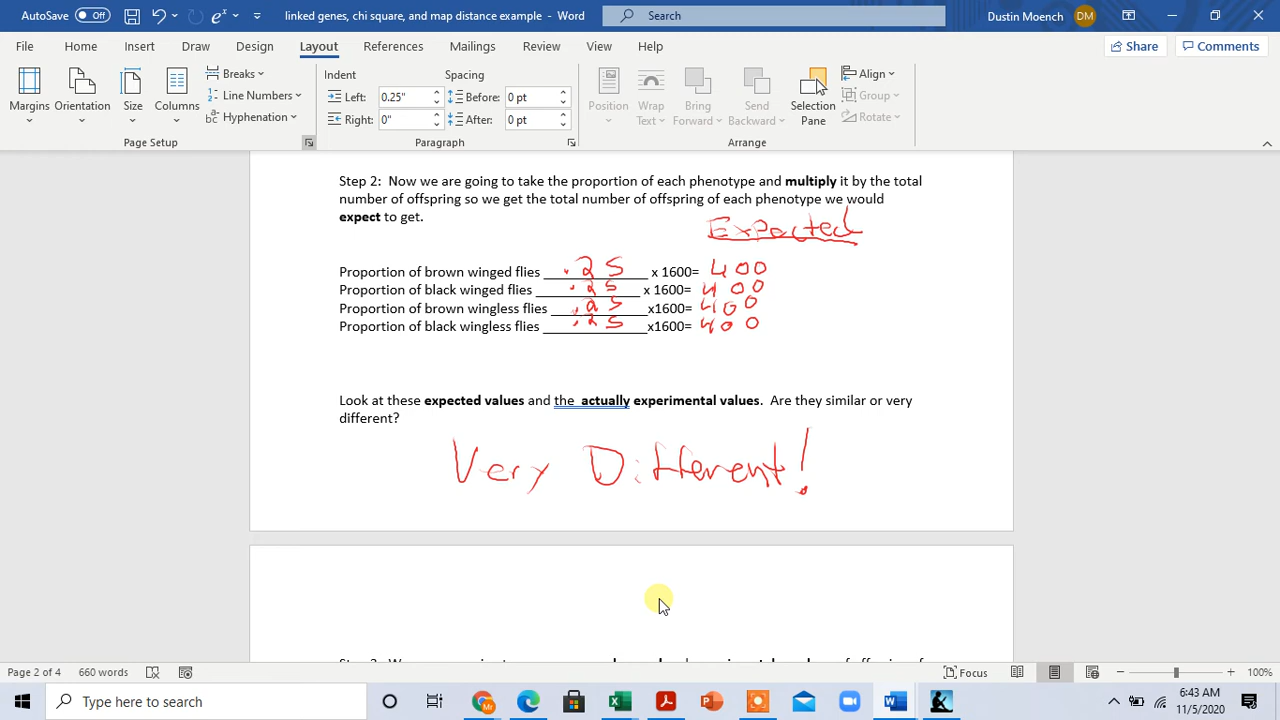 AutoSave Off linked genes, chi square, and map distance example - Word Search Dustin Moench DM
File Home Insert Draw Design Layout References Mailings Review View Help Share Comments
Margins Orientation Size Columns Breaks Line Numbers Hyphenation
Indent Spacing
Left: 0.25" Before: 0 pt
Right: 0" After: 0 pt
Position Wrap Text Bring Forward Send Backward Selection Pane Align Group Rotate
Page Setup Paragraph Arrange
Step 2: Now we are going to take the proportion of each phenotype and multiply it by the total
number of offspring so we get the total number of offspring of each phenotype we would
expect to get.
Expected
Proportion of brown winged flies .25 x 1600= 400
Proportion of black winged flies .25 x 1600= 400
Proportion of brown wingless flies .25 x1600= 400
Proportion of black wingless flies .25 x1600= 400
Look at these expected values and the actually experimental values. Are they similar or very
different?
Very Different!
Page 2 of 4 660 words Focus 100%
Type here to search 6:43 AM
11/5/2020